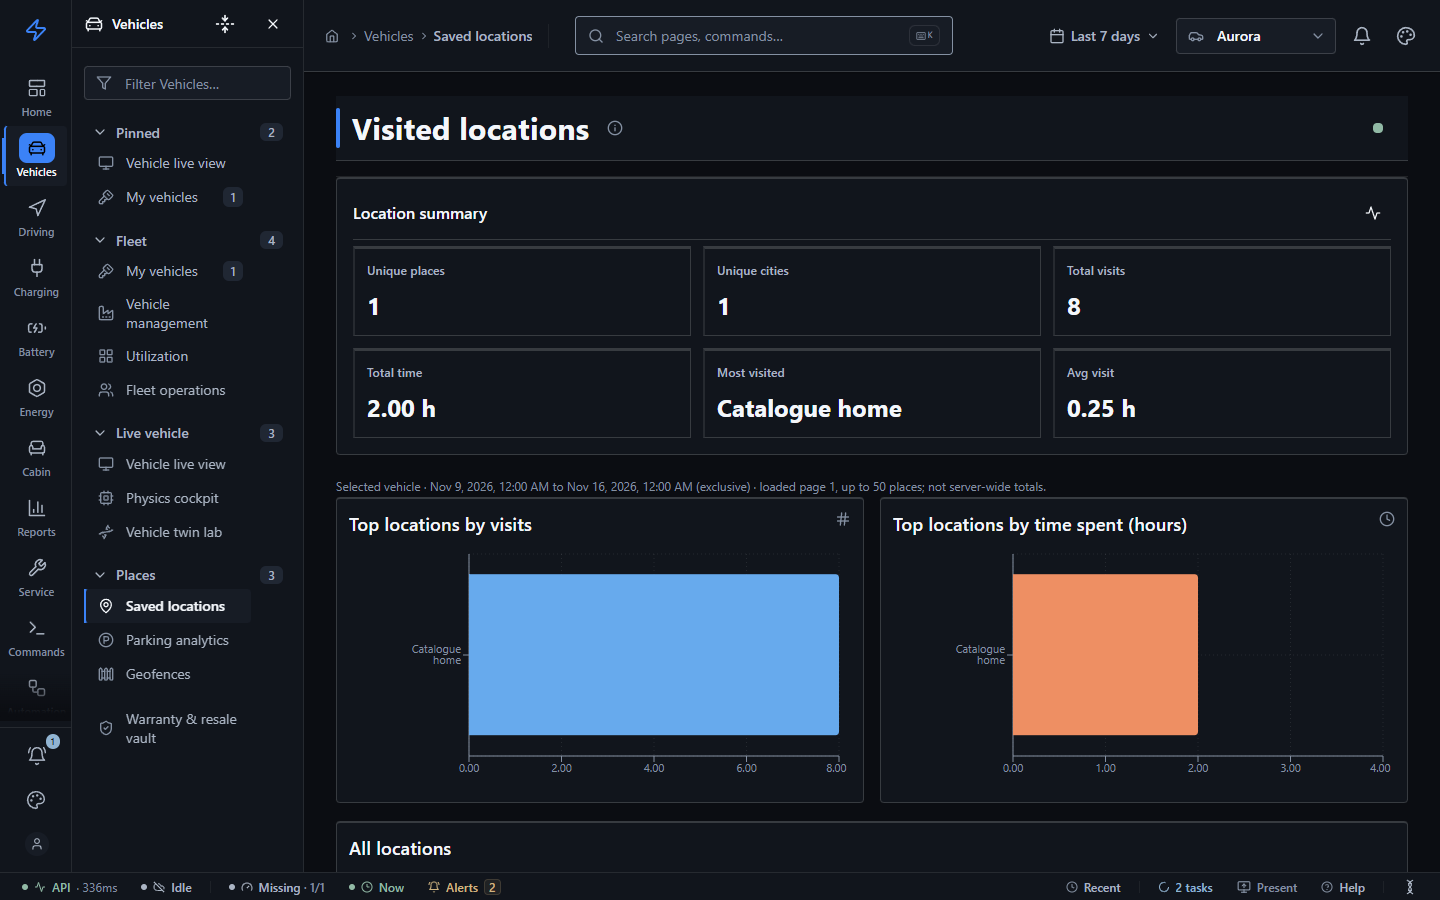 Vehicles
Vehicles
Saved locations
Search pages, commands...
K
Last 7 days
Aurora
Home
Vehicles
Driving
Charging
Battery
Energy
Cabin
Reports
Service
Commands
1
Filter Vehicles...
Pinned
2
Vehicle live view
My vehicles
1
Fleet
4
My vehicles
1
Vehicle
management
Utilization
Fleet operations
Live vehicle
3
Vehicle live view
Physics cockpit
Vehicle twin lab
Places
3
Saved locations
Parking analytics
Geofences
Warranty & resale
vault
Visited locations
Location summary
Unique places
1
Unique cities
1
Total visits
8
Total time
2.00 h
Most visited
Catalogue home
Avg visit
0.25 h
Selected vehicle · Nov 9, 2026, 12:00 AM to Nov 16, 2026, 12:00 AM (exclusive) · loaded page 1, up to 50 places; not server-wide totals.
Top locations by visits
Catalogue
home
0.00 2.00 4.00 6.00 8.00
Top locations by time spent (hours)
Catalogue
home
0.00 1.00 2.00 3.00 4.00
All locations
API · 336ms
Idle
Missing · 1/1
Now
Alerts 2
Recent
2 tasks
Present
Help